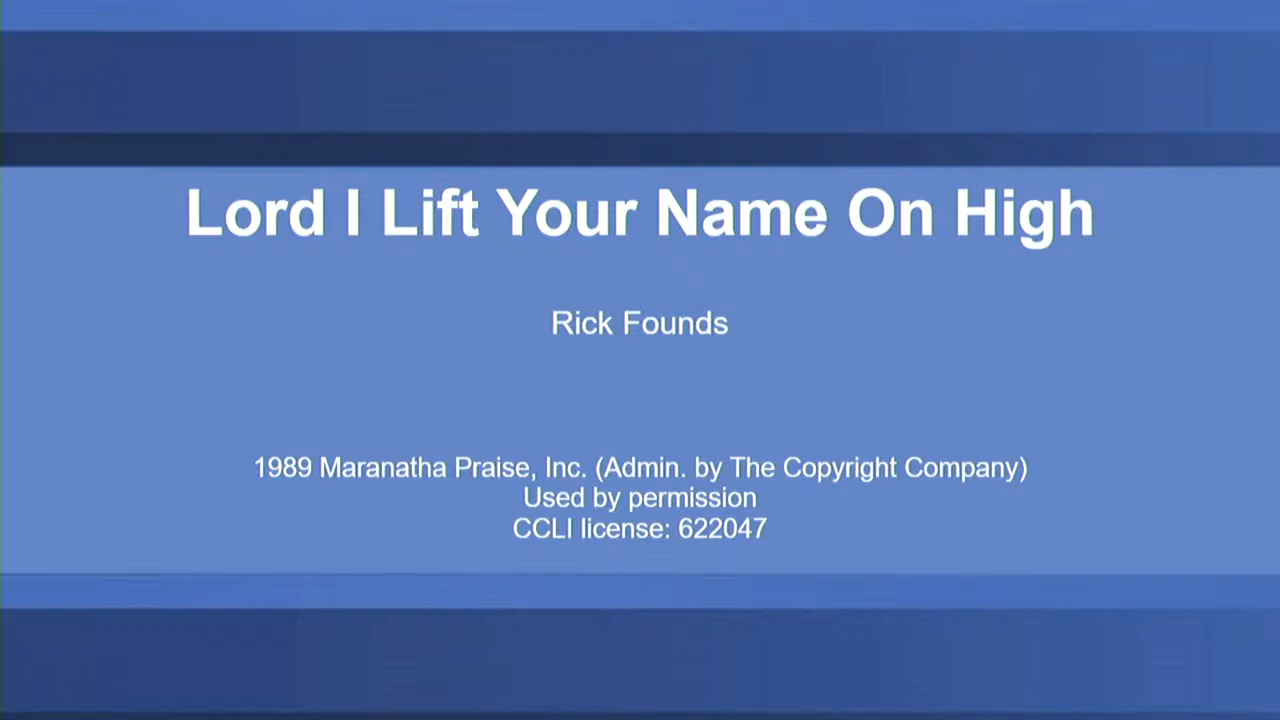 Lord I Lift Your Name On High
Rick Founds
1989 Maranatha Praise, Inc. (Admin. by The Copyright Company)
Used by permission
CCLI license: 622047